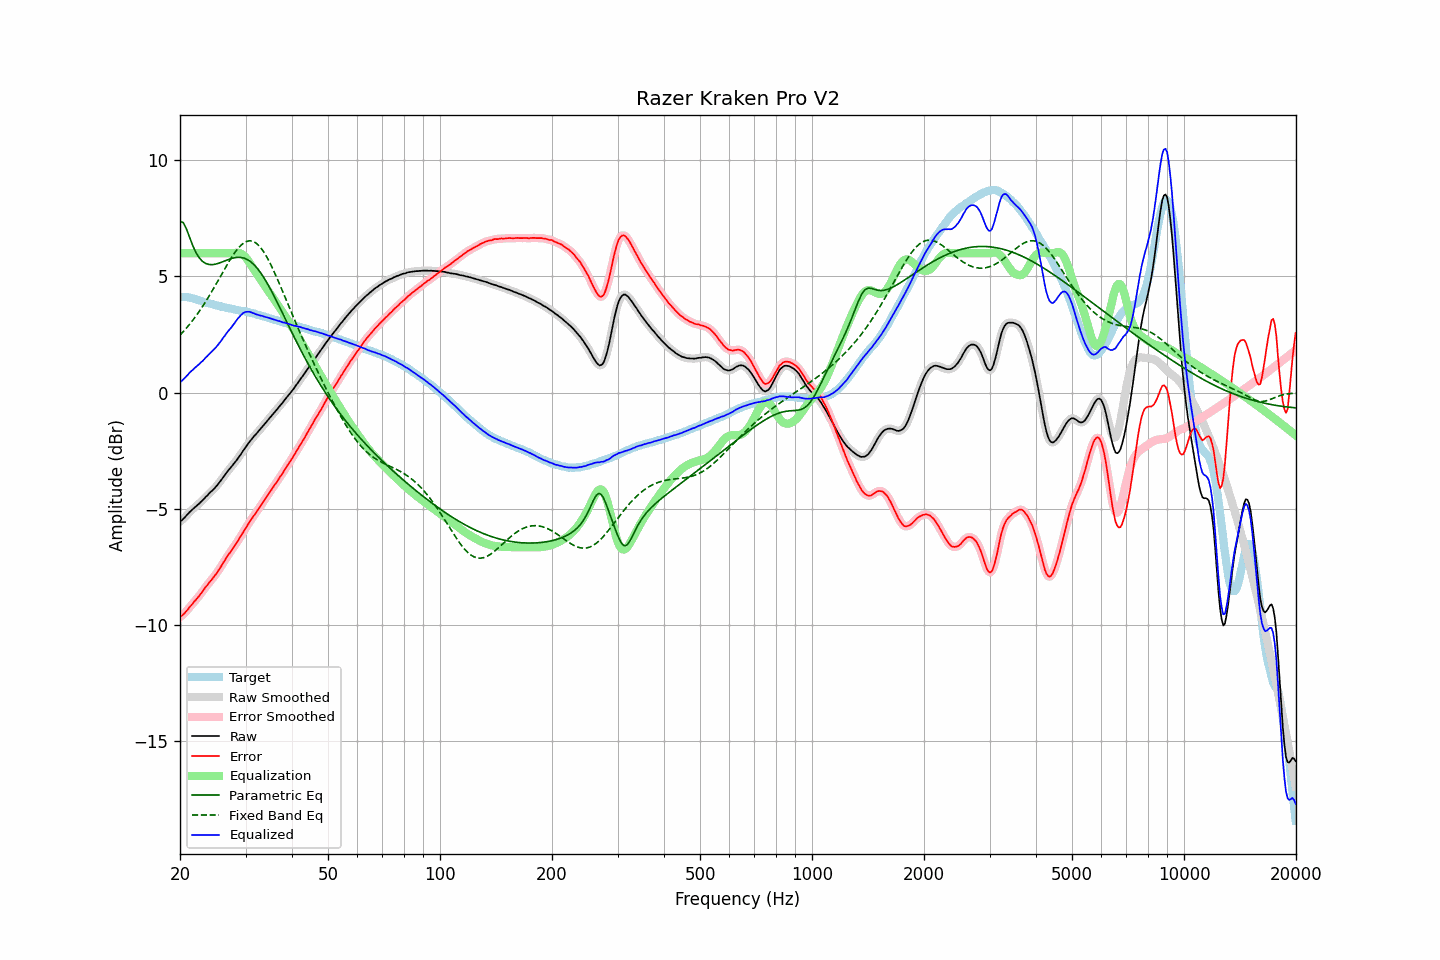 Razer Kraken Pro V2
Amplitude (dBr)
10
5
0
−5
−10
−15
Target
Raw Smoothed
Error Smoothed
Raw
Error
Equalization
Parametric Eq
Fixed Band Eq
Equalized
20
50
100
200
500
1000
2000
5000
10000
20000
Frequency (Hz)